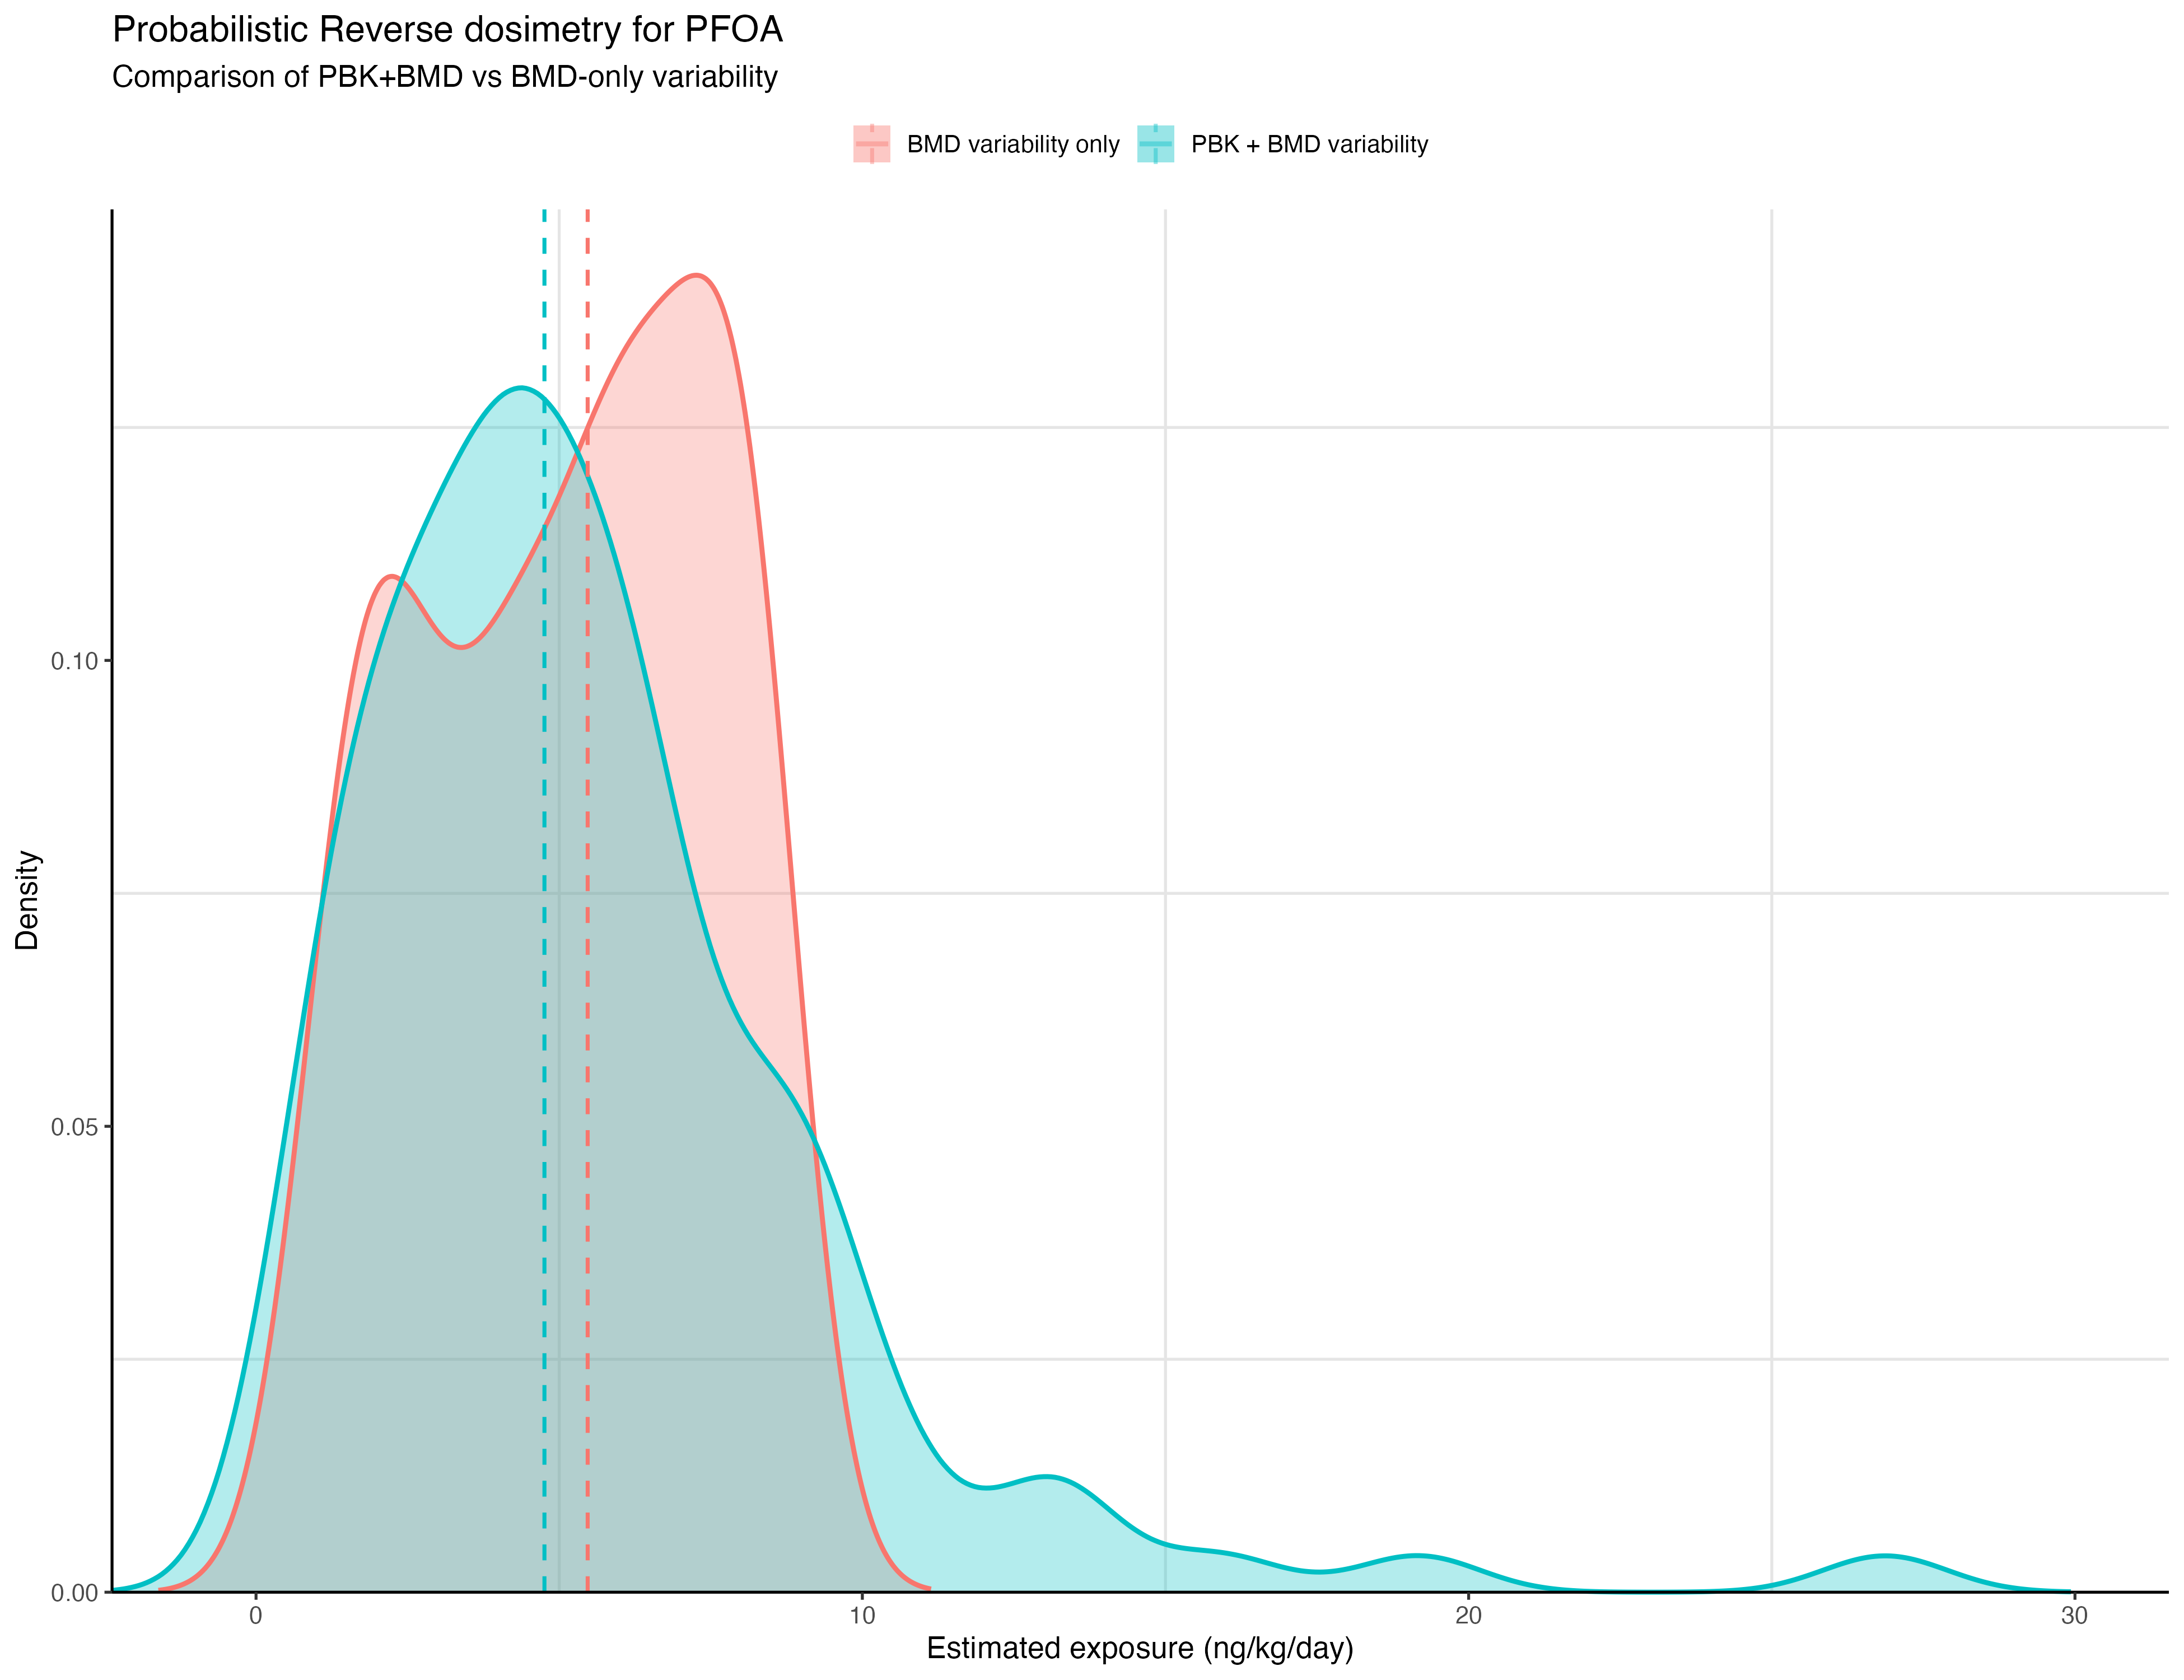 Probabilistic Reverse dosimetry for PFOA
Comparison of PBK+BMD vs BMD-only variability
BMD variability only
PBK + BMD variability
Density
0.10
0.05
0.00
0
10
20
30
Estimated exposure (ng/kg/day)